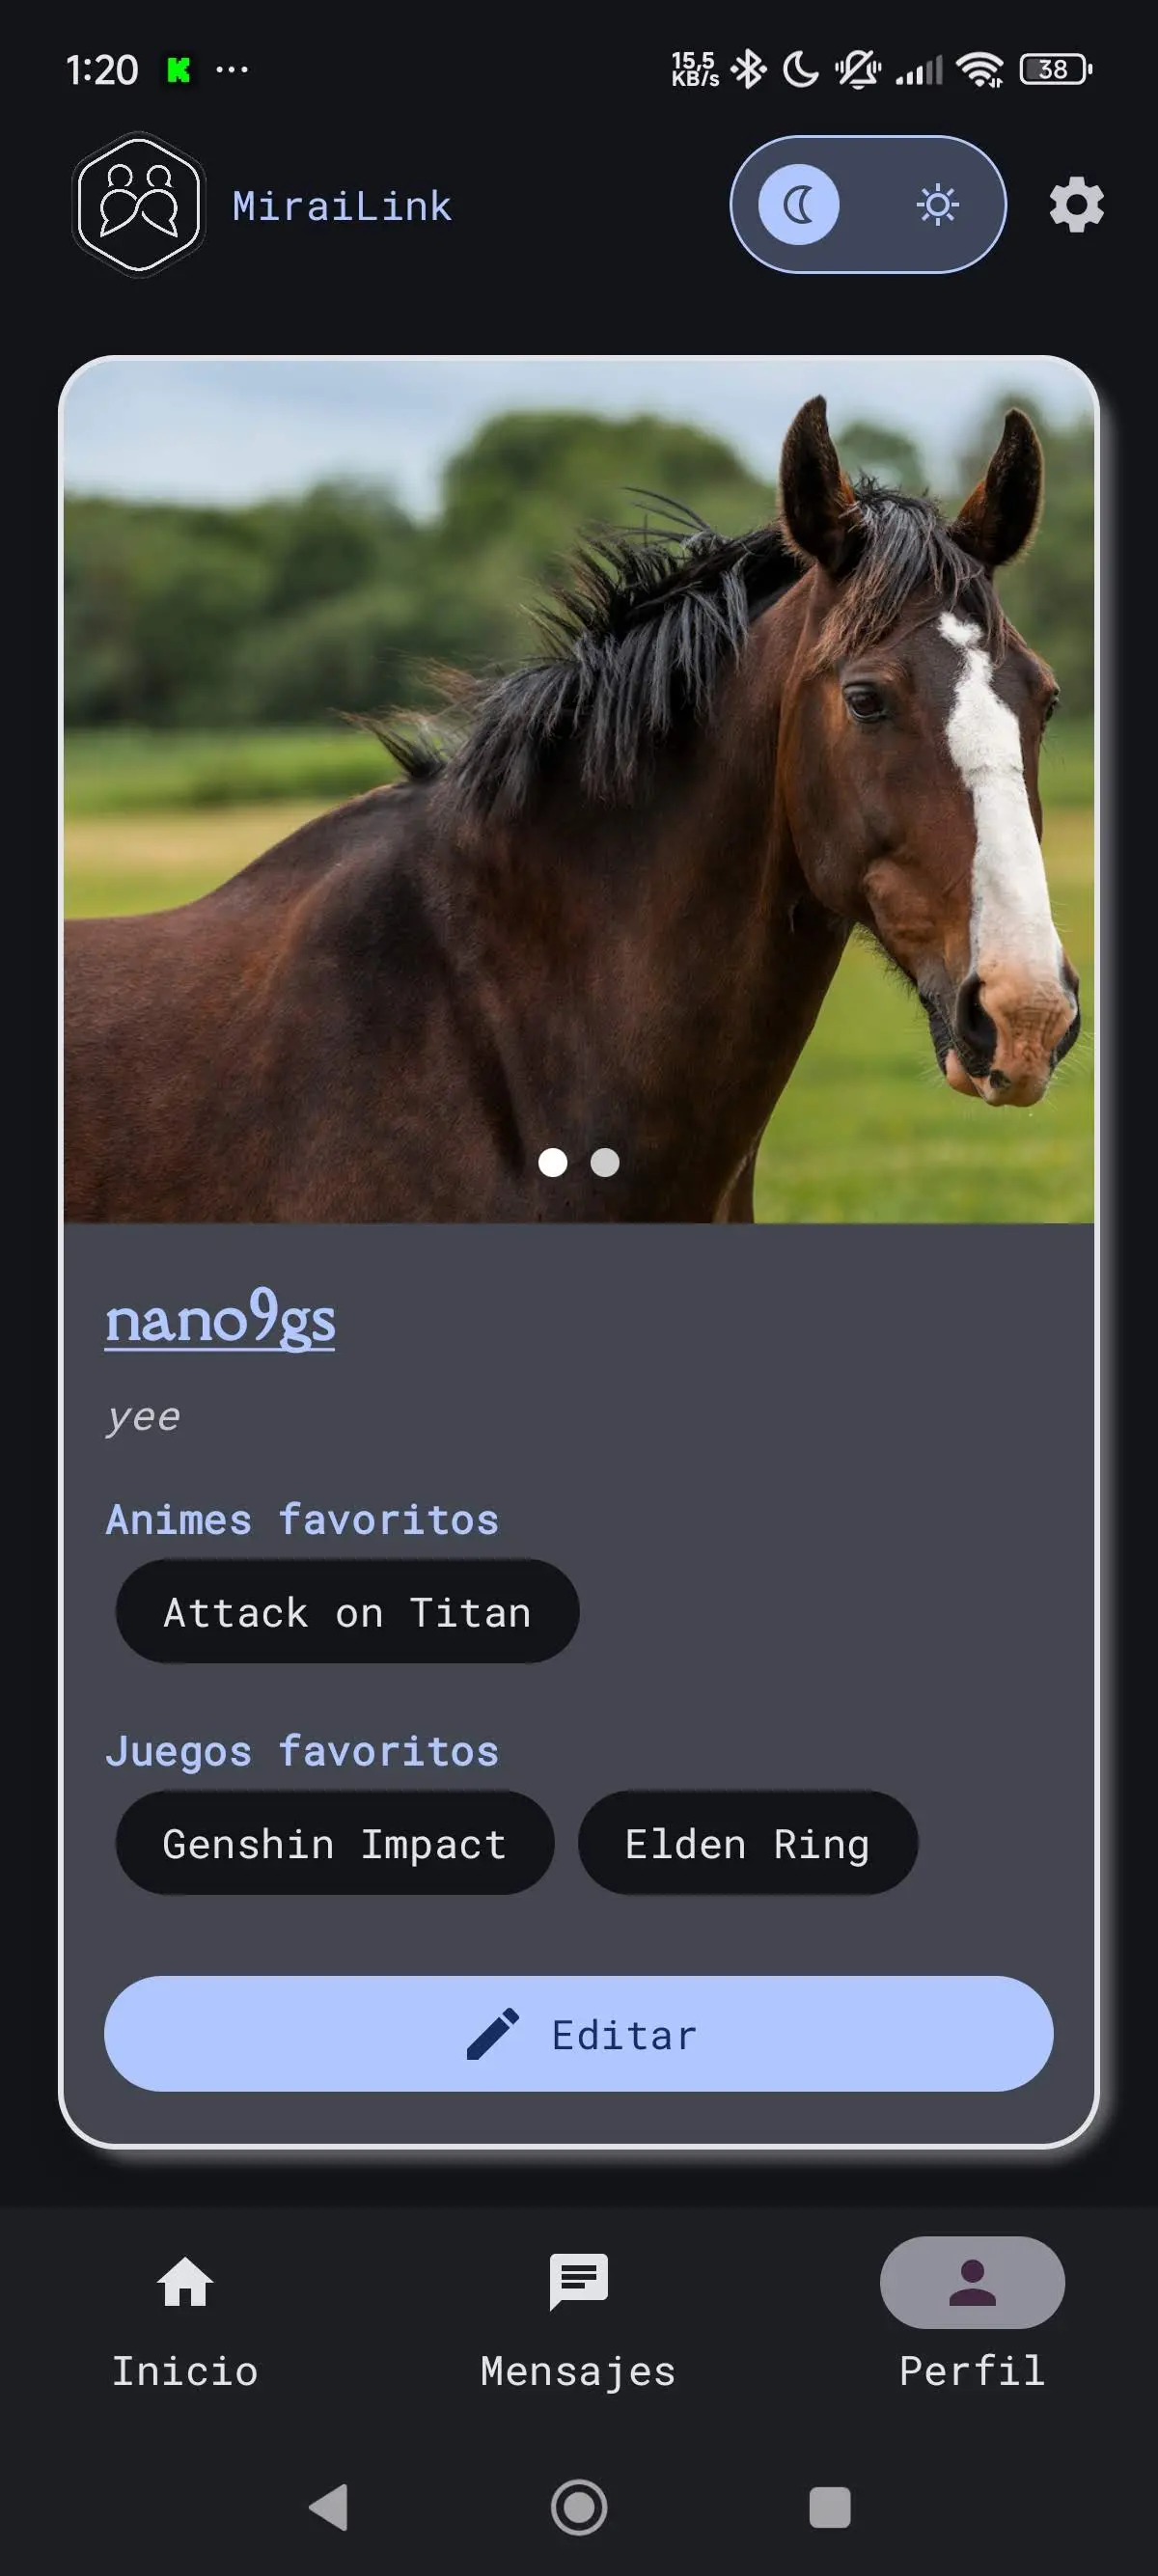 1:20 K ... 15,5 KB/s 38
MiraiLink
nano9gs
yee
Animes favoritos
Attack on Titan
Juegos favoritos
Genshin Impact Elden Ring
Editar
Inicio Mensajes Perfil